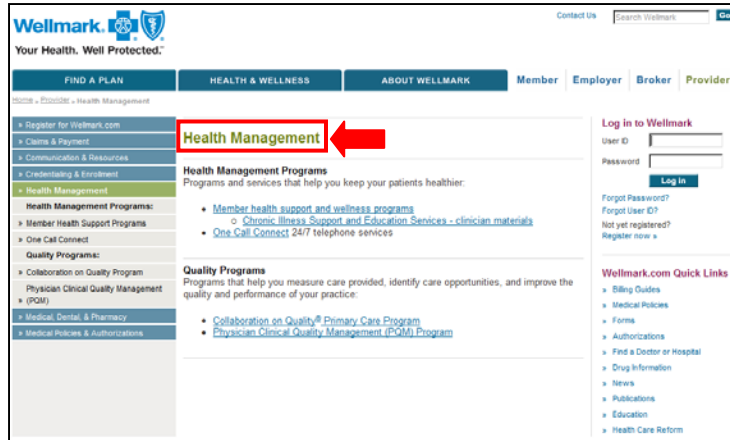 Wellmark.
Your Health. Well Protected.™
Contact Us
Search Wellmark
Go
FIND A PLAN
HEALTH & WELLNESS
ABOUT WELLMARK
Member
Employer
Broker
Provider
Home » Provider » Health Management
» Register for Wellmark.com
» Claims & Payment
» Communication & Resources
» Credentialing & Enrollment
» Health Management
Health Management Programs:
» Member Health Support Programs
» One Call Connect
Quality Programs:
» Collaboration on Quality Program
Physician Clinical Quality Management
» (PQM)
» Medical, Dental, & Pharmacy
» Medical Policies & Authorizations
Health Management
Health Management Programs
Programs and services that help you keep your patients healthier:
• Member health support and wellness programs
o Chronic Illness Support and Education Services - clinician materials
• One Call Connect 24/7 telephone services
Quality Programs
Programs that help you measure care provided, identify care opportunities, and improve the
quality and performance of your practice:
• Collaboration on Quality® Primary Care Program
• Physician Clinical Quality Management (PQM) Program
Log in to Wellmark
User ID
Password
Log In
Forgot Password?
Forgot User ID?
Not yet registered?
Register now »
Wellmark.com Quick Links
» Billing Guides
» Medical Policies
» Forms
» Authorizations
» Find a Doctor or Hospital
» Drug Information
» News
» Publications
» Education
» Health Care Reform